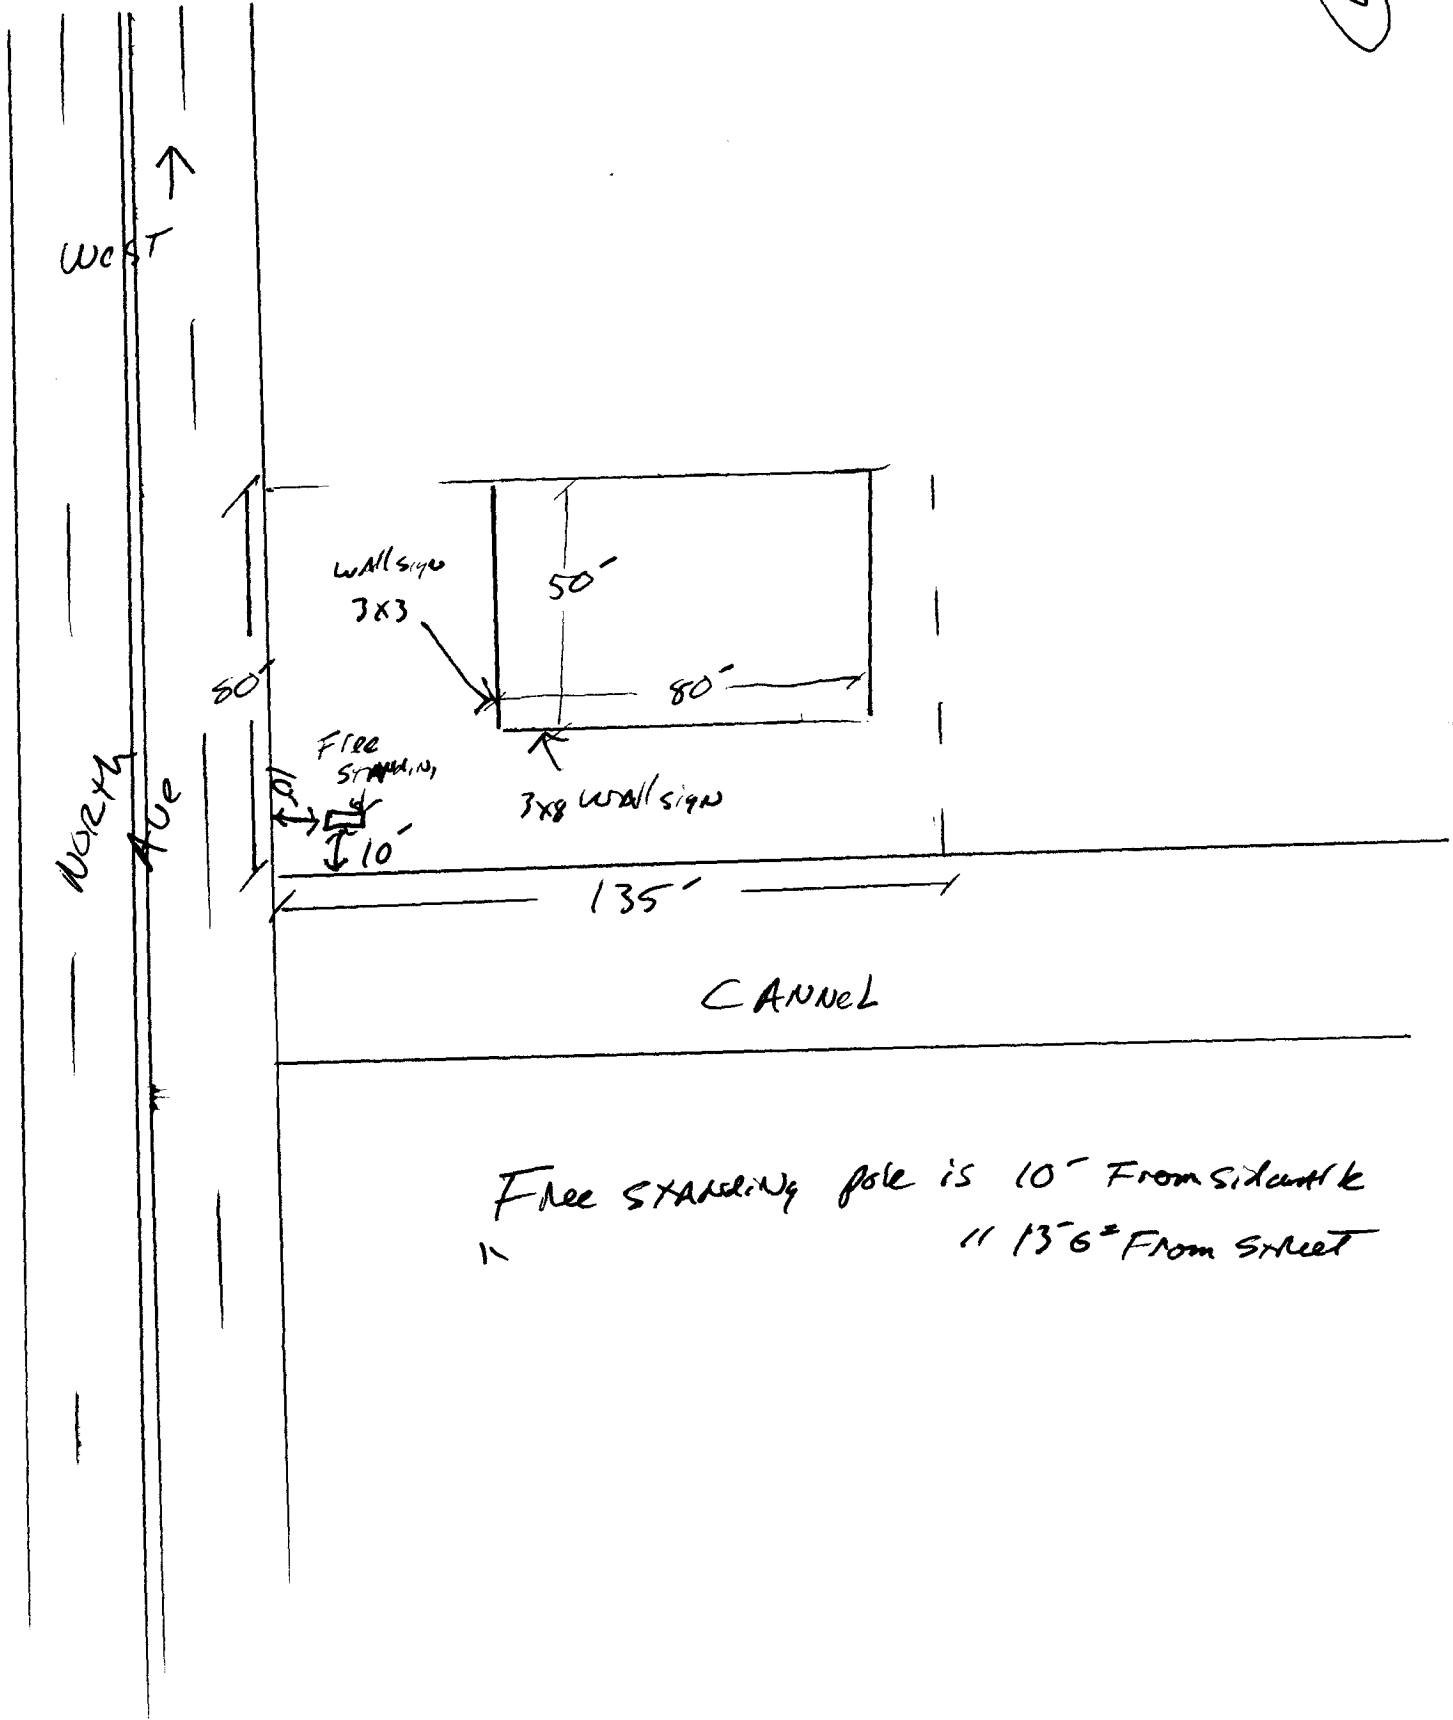 WeST
Wall sign
3x3
50'
80'
80'
Free
STANDIN,
10'
10'
3x8 Wall sign
NORTH
AVe
135'
CANNeL
Free STANDING pole is 10' From sidewalk
" " 13'6" From STreet